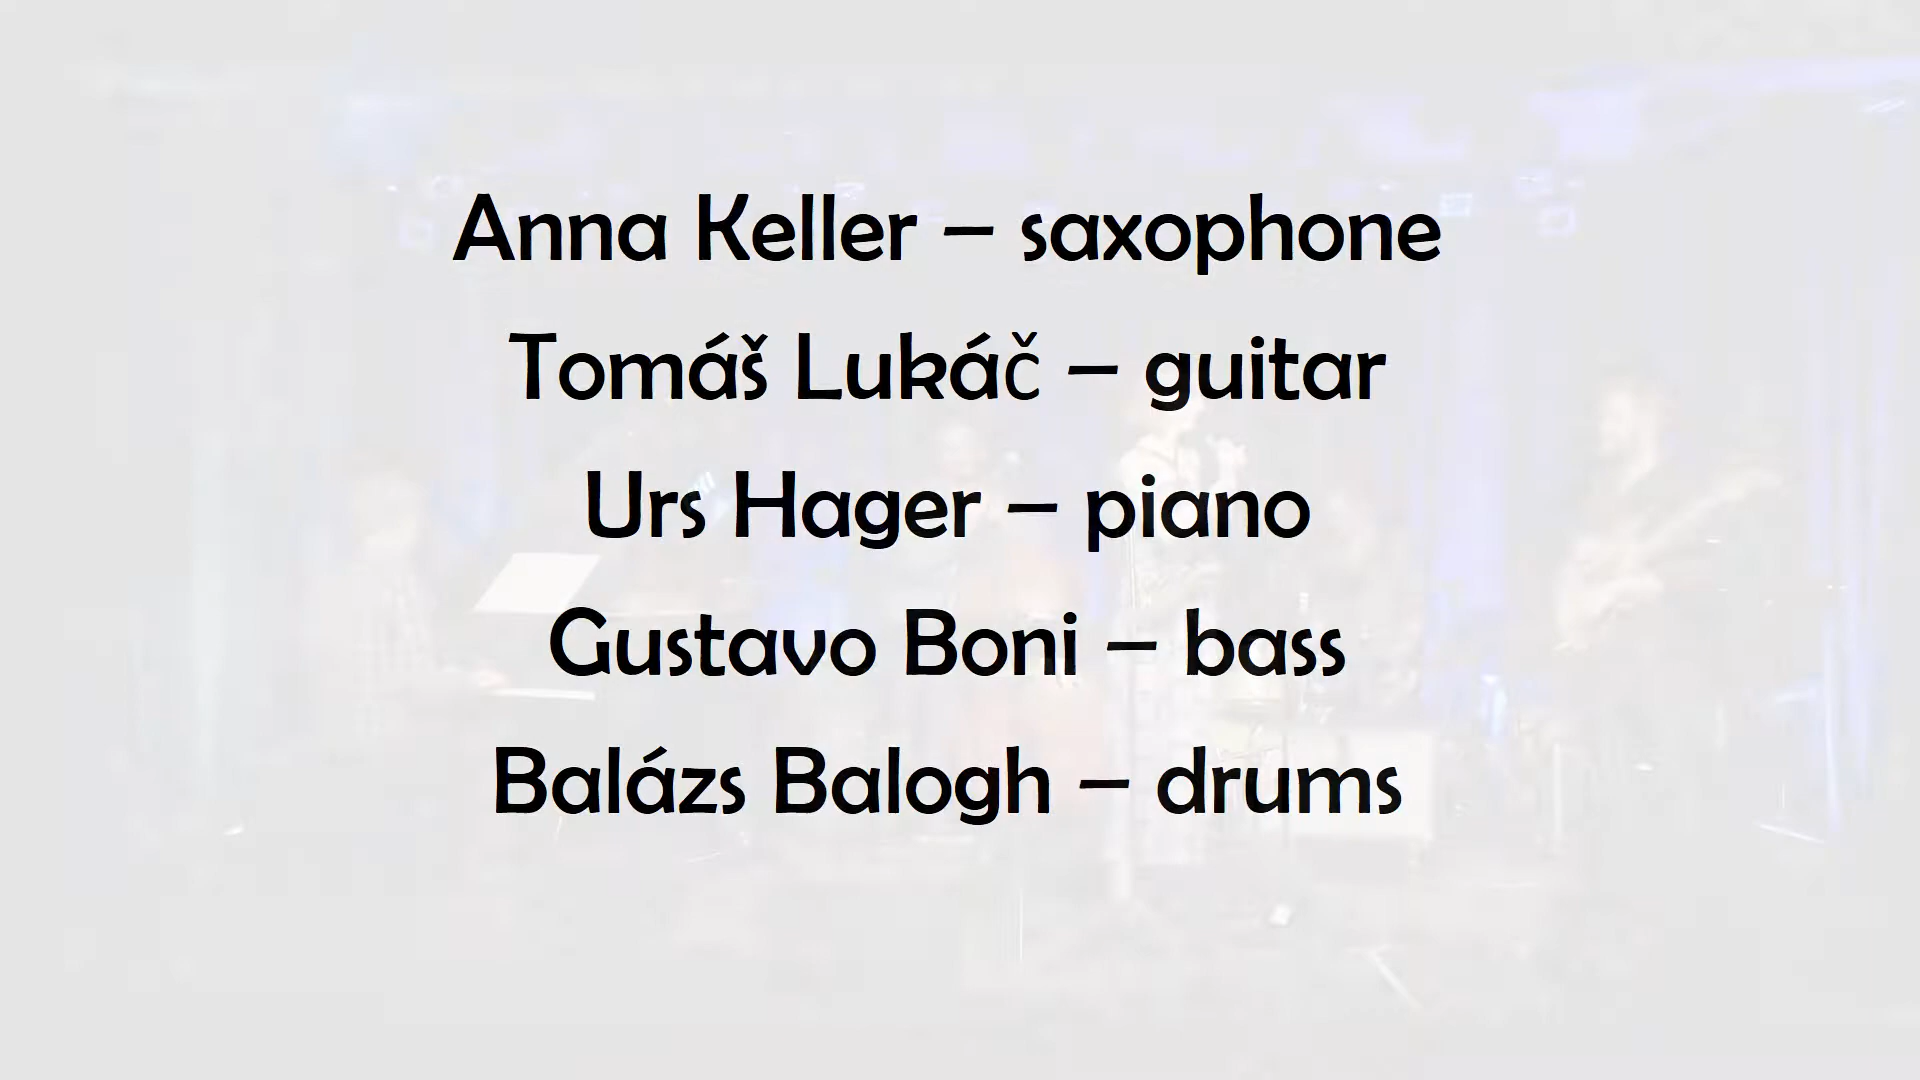 Anna Keller – saxophone
Tomáš Lukáč – guitar
Urs Hager – piano
Gustavo Boni – bass
Balázs Balogh – drums